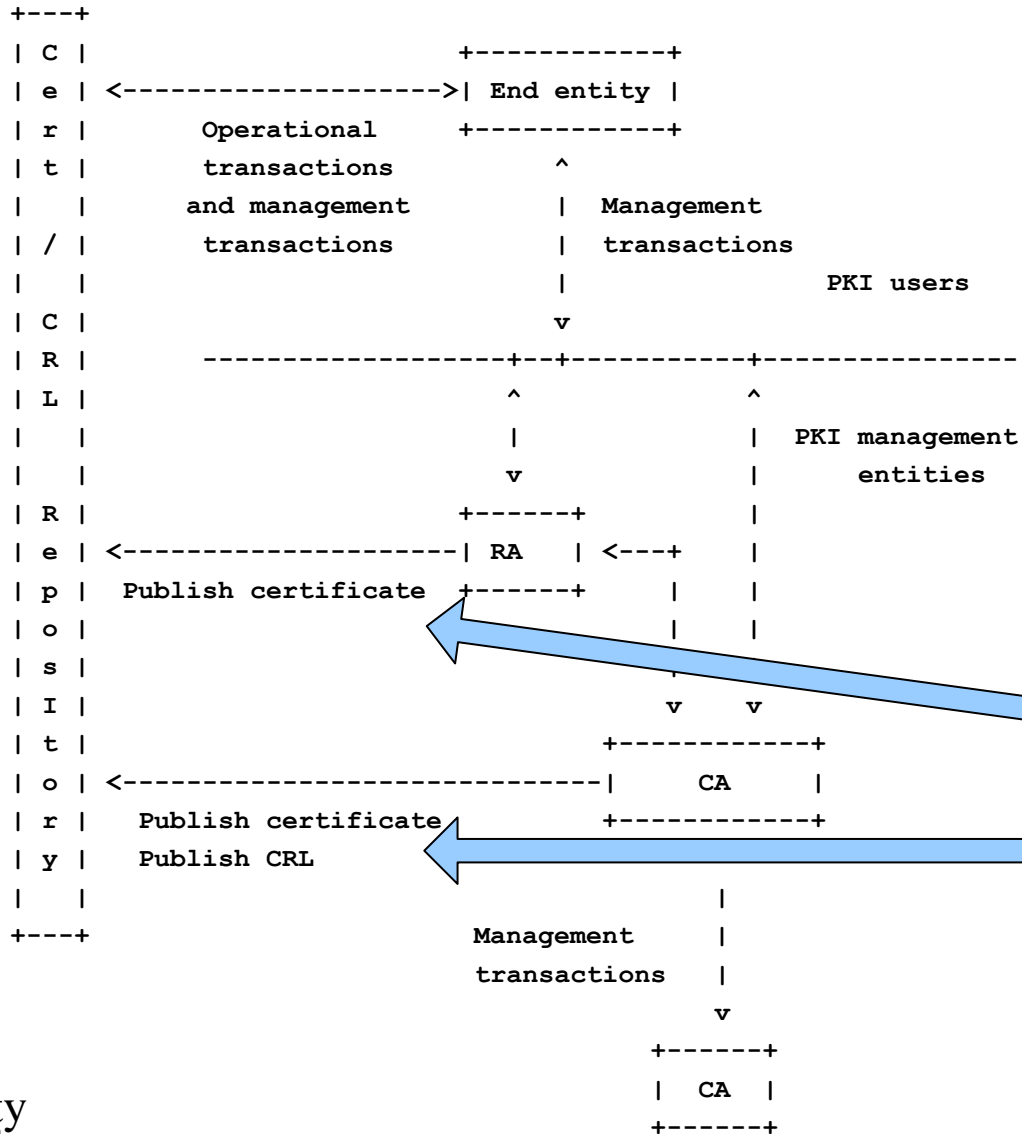 +---+
| C |                        +------------+
| e | <-------------------->| End entity |
| r |       Operational     +------------+
| t |       transactions          ^
|   |      and management         |  Management
| / |       transactions          |  transactions
|   |                             |                PKI users
| C |                             v
| R |       -------------------+--+-----------+----------------
| L |                          ^               ^
|   |                          |               |  PKI management
|   |                          v               |      entities
| R |                       +------+           |
| e | <---------------------| RA   | <---+     |
| p |  Publish certificate  +------+     |     |
| o |                                    |     |
| s |
| I |                                    v     v
| t |                                +------------+
| o | <------------------------------|     CA     |
| r |   Publish certificate          +------------+
| y |   Publish CRL
|   |                                       |
+---+                        Management     |
                             transactions   |
                                            v
                                        +------+
                                        |  CA  |
                                        +------+